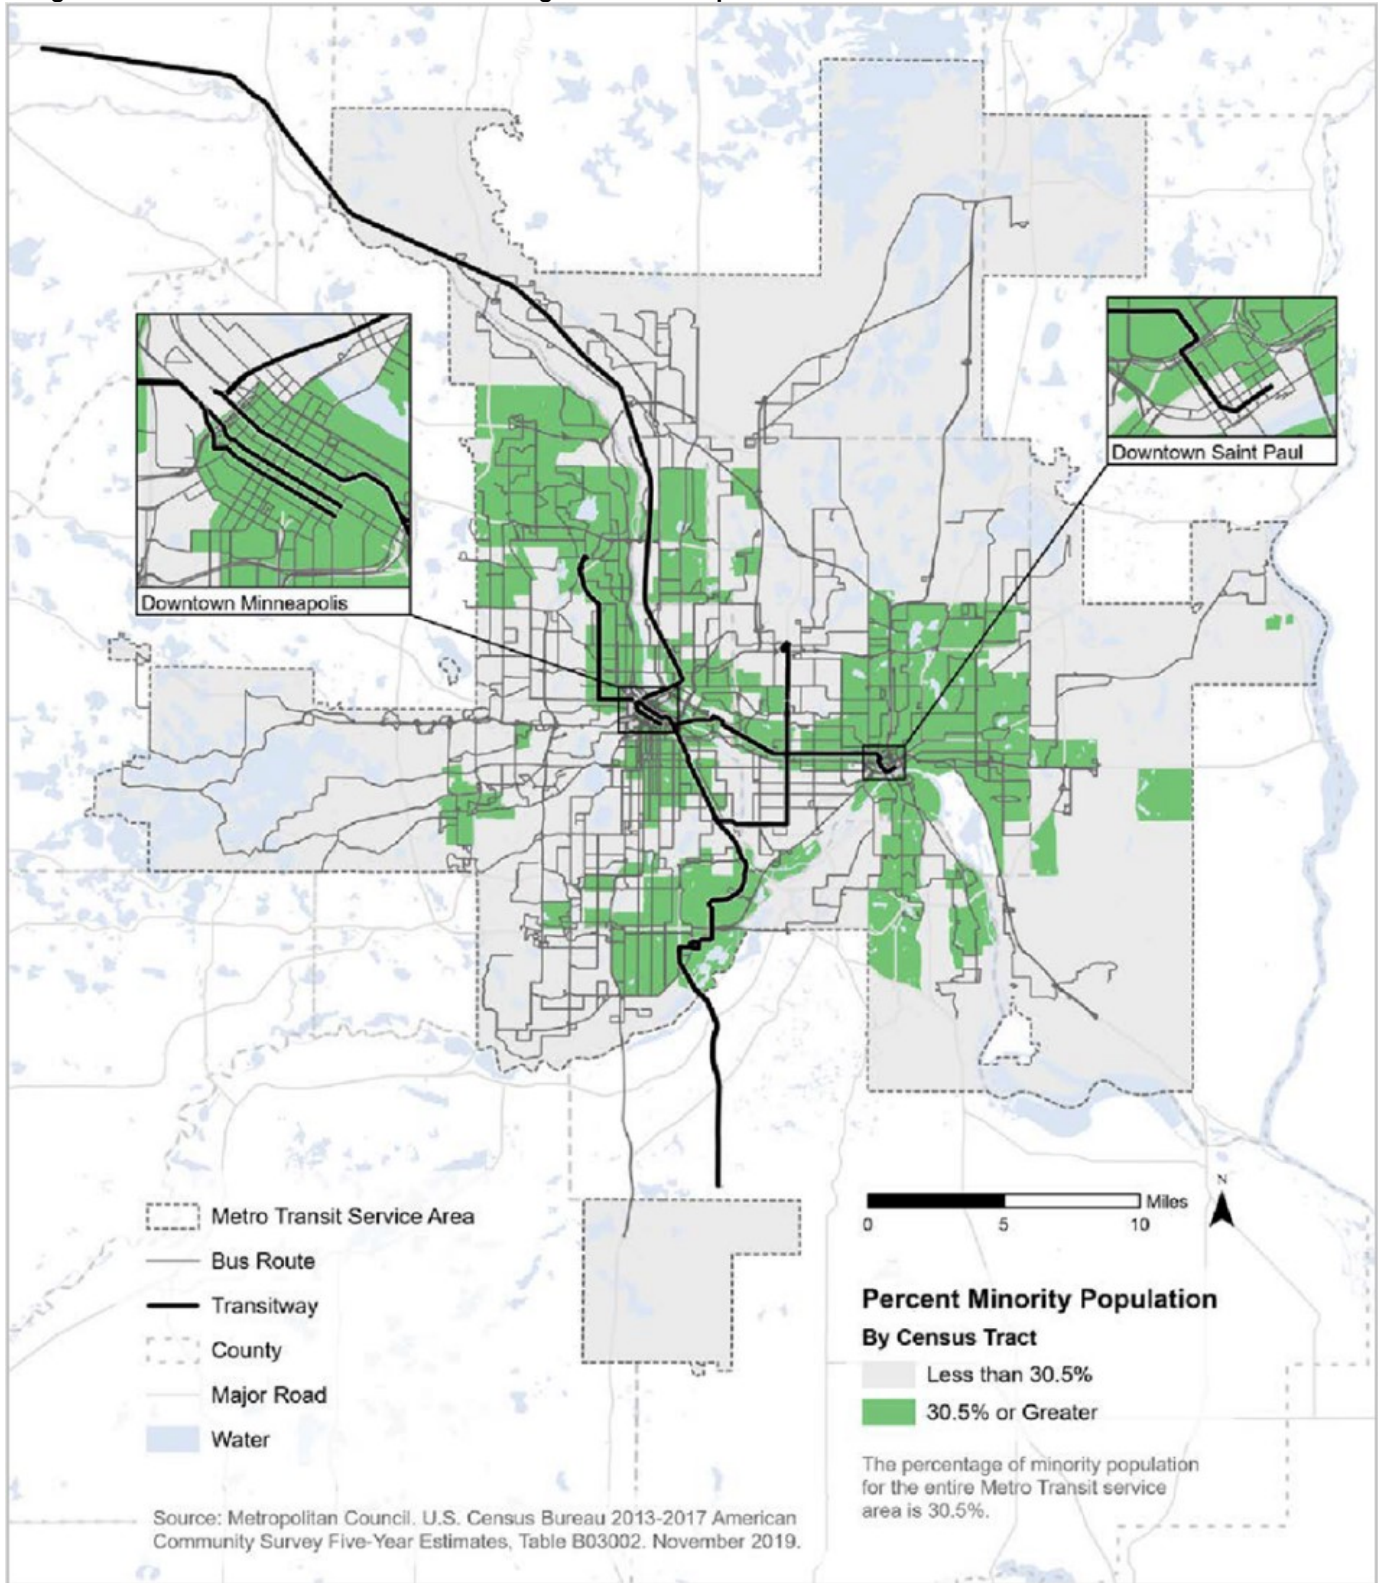 Downtown Minneapolis
Downtown Saint Paul
Metro Transit Service Area
Bus Route
Transitway
County
Major Road
Water
Miles
0 5 10
N
Percent Minority Population
By Census Tract
Less than 30.5%
30.5% or Greater
The percentage of minority population
for the entire Metro Transit service
area is 30.5%.
Source: Metropolitan Council. U.S. Census Bureau 2013-2017 American
Community Survey Five-Year Estimates, Table B03002. November 2019.